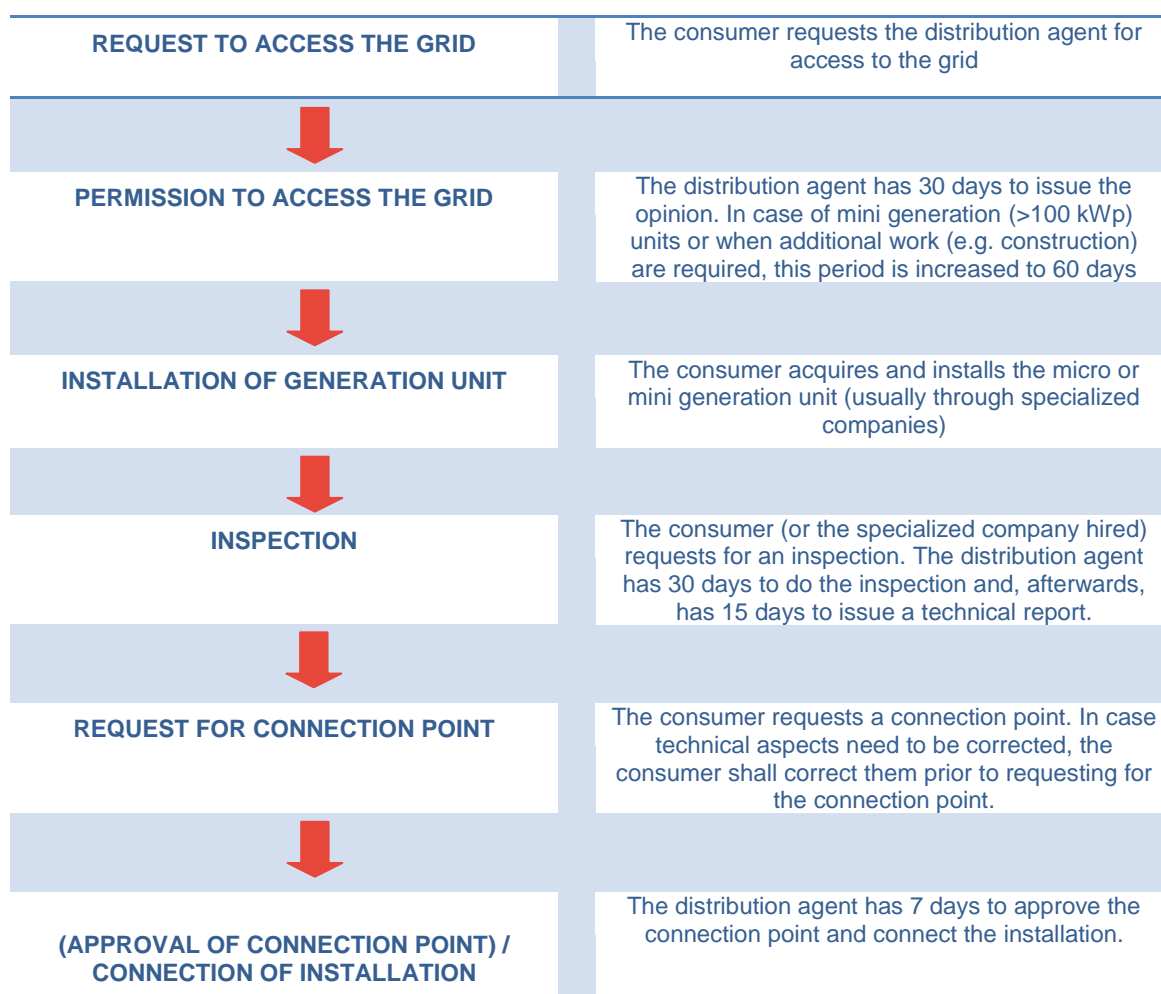 REQUEST TO ACCESS THE GRID
The consumer requests the distribution agent for
access to the grid
PERMISSION TO ACCESS THE GRID
The distribution agent has 30 days to issue the
opinion. In case of mini generation (>100 kWp)
units or when additional work (e.g. construction)
are required, this period is increased to 60 days
INSTALLATION OF GENERATION UNIT
The consumer acquires and installs the micro or
mini generation unit (usually through specialized
companies)
INSPECTION
The consumer (or the specialized company hired)
requests for an inspection. The distribution agent
has 30 days to do the inspection and, afterwards,
has 15 days to issue a technical report.
REQUEST FOR CONNECTION POINT
The consumer requests a connection point. In case
technical aspects need to be corrected, the
consumer shall correct them prior to requesting for
the connection point.
(APPROVAL OF CONNECTION POINT) /
CONNECTION OF INSTALLATION
The distribution agent has 7 days to approve the
connection point and connect the installation.